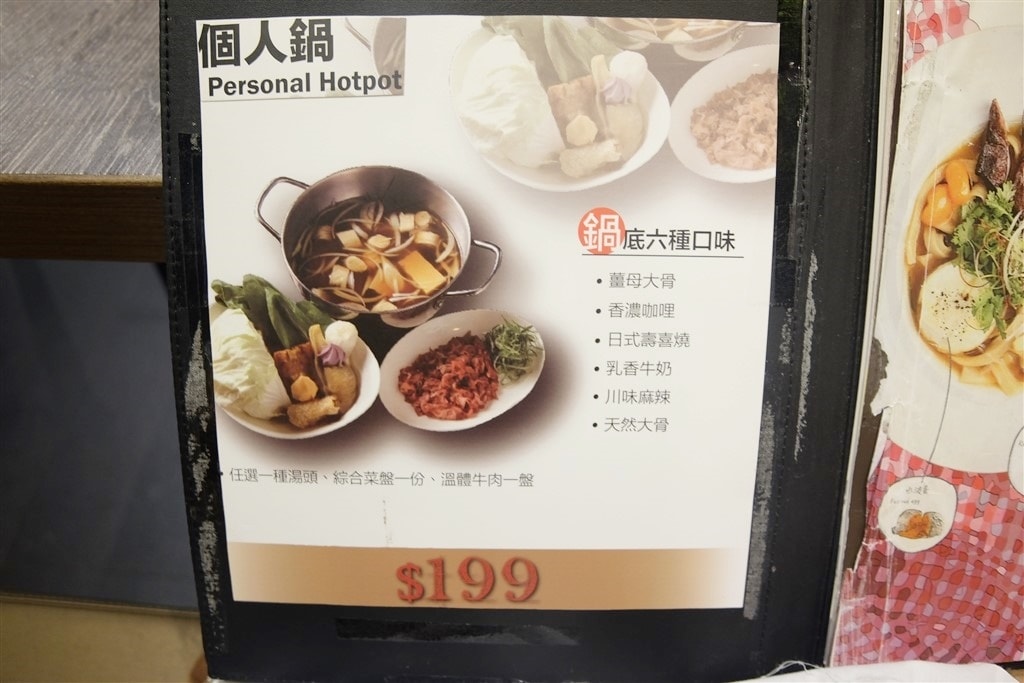 個人鍋
Personal Hotpot
鍋底六種口味
• 薑母大骨
• 香濃咖哩
• 日式壽喜燒
• 乳香牛奶
• 川味麻辣
• 天然大骨
• 任選一種湯頭、綜合菜盤一份、溫體牛肉一盤
$199